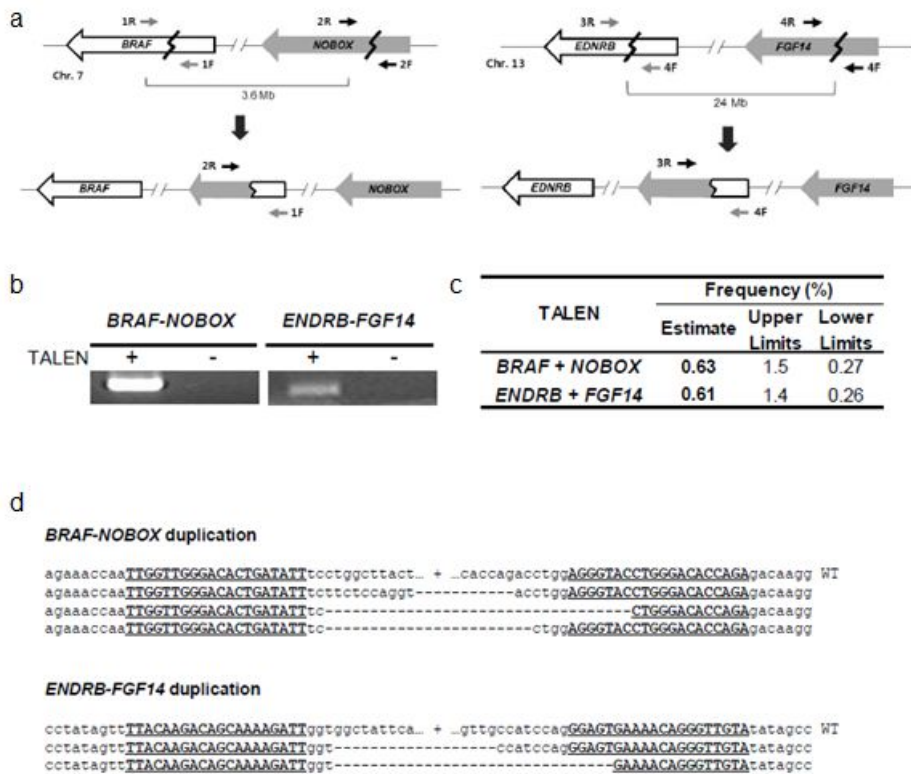 a
1R
2R
BRAF
NOBOX
1F
2F
Chr. 7
3.6 Mb
2R
BRAF
NOBOX
1F
3R
4R
EDNRB
FGF14
4F
4F
Chr. 13
24 Mb
3R
EDNRB
FGF14
4F
b
BRAF-NOBOX ENDRB-FGF14
TALEN + - + -
c
TALEN
Frequency (%)
Estimate Upper Limits Lower Limits
BRAF + NOBOX 0.63 1.5 0.27
ENDRB + FGF14 0.61 1.4 0.26
d
BRAF-NOBOX duplication
agaaaccaaTTGGTTGGGACACTGATATTtcctggcttact… + …caccagacctggAGGGTACCTGGGACACCAGAgacaagg WT
agaaaccaaTTGGTTGGGACACTGATATTtcttctccaggt------------acctggAGGGTACCTGGGACACCAGAgacaagg
agaaaccaaTTGGTTGGGACACTGATATTtc-------------------------------------CTGGGACACCAGAgacaagg
agaaaccaaTTGGTTGGGACACTGATATTtc-------------------------ctggAGGGTACCTGGGACACCAGAgacaagg
ENDRB-FGF14 duplication
cctatagttTTACAAGACAGCAAAAGATTggtggctattca… + …gttgccatccagGGAGTGAAAACAGGGTTGTAtatagcc WT
cctatagttTTACAAGACAGCAAAAGATTggt--------------------ccatccagGGAGTGAAAACAGGGTTGTAtatagcc
cctatagttTTACAAGACAGCAAAAGATTggt---------------------------------GAAAACAGGGTTGTAtatagcc